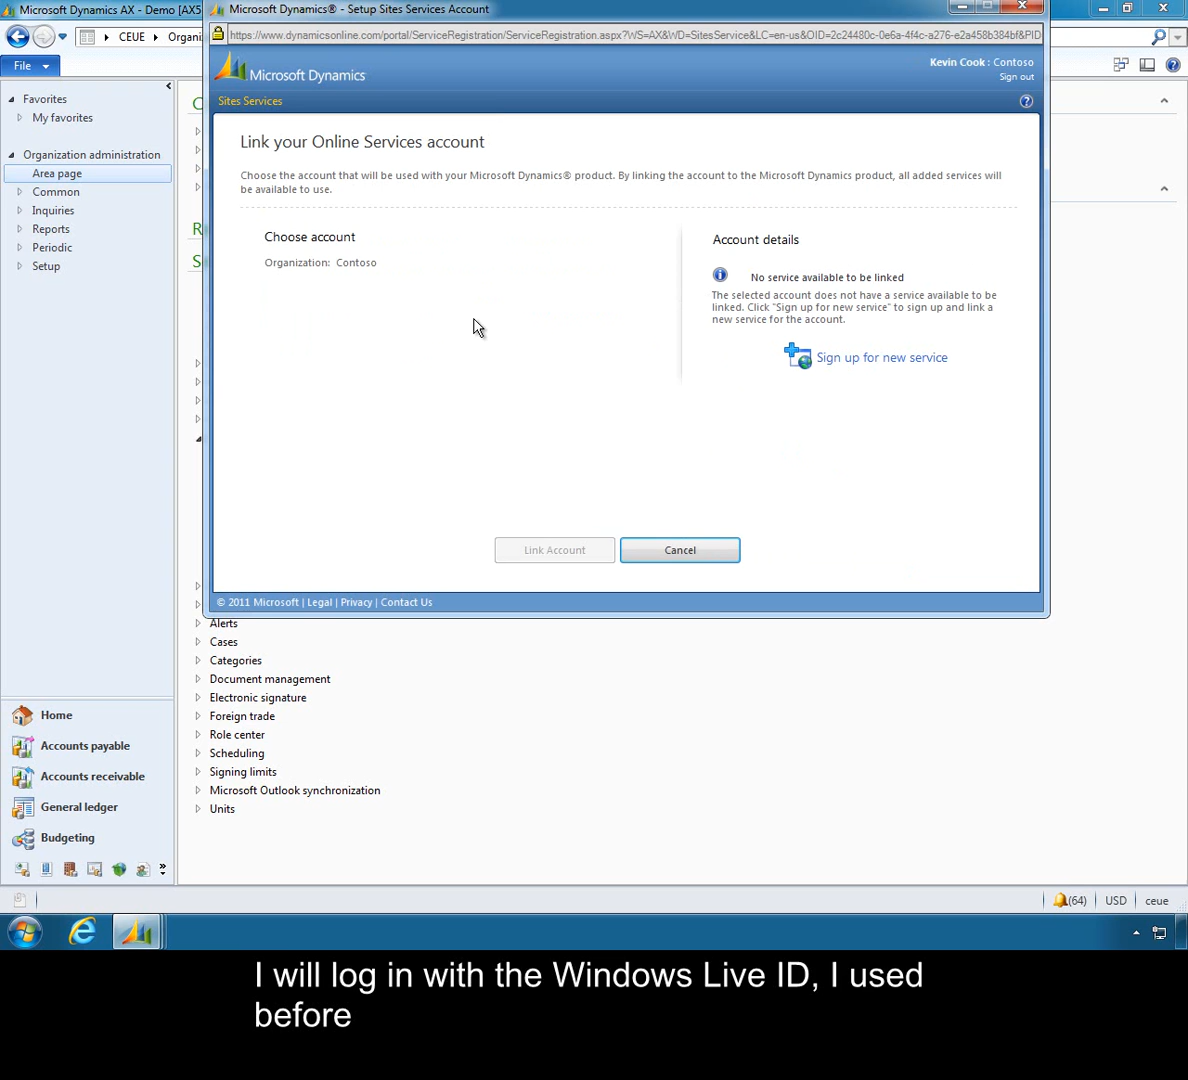 Microsoft Dynamics AX - Demo [AX5
Microsoft Dynamics® - Setup Sites Services Account
CEUE
Organi
https://www.dynamicsonline.com/portal/ServiceRegistration/ServiceRegistration.aspx?WS=AX&WD=SitesService&LC=en-us&OID=2c24480c-0e6a-4f4c-a276-e2a458b384bf&PID
File
Microsoft Dynamics
Kevin Cook : Contoso
Sign out
Sites Services
Favorites
My favorites
Organization administration
Area page
Common
Inquiries
Reports
Periodic
Setup
Link your Online Services account
Choose the account that will be used with your Microsoft Dynamics® product. By linking the account to the Microsoft Dynamics product, all added services will
be available to use.
Choose account
Organization: Contoso
Account details
No service available to be linked
The selected account does not have a service available to be
linked. Click "Sign up for new service" to sign up and link a
new service for the account.
Sign up for new service
Link Account
Cancel
© 2011 Microsoft | Legal | Privacy | Contact Us
Alerts
Cases
Categories
Document management
Electronic signature
Foreign trade
Role center
Scheduling
Signing limits
Microsoft Outlook synchronization
Units
Home
Accounts payable
Accounts receivable
General ledger
Budgeting
(64)
USD
ceue
I will log in with the Windows Live ID, I used
before